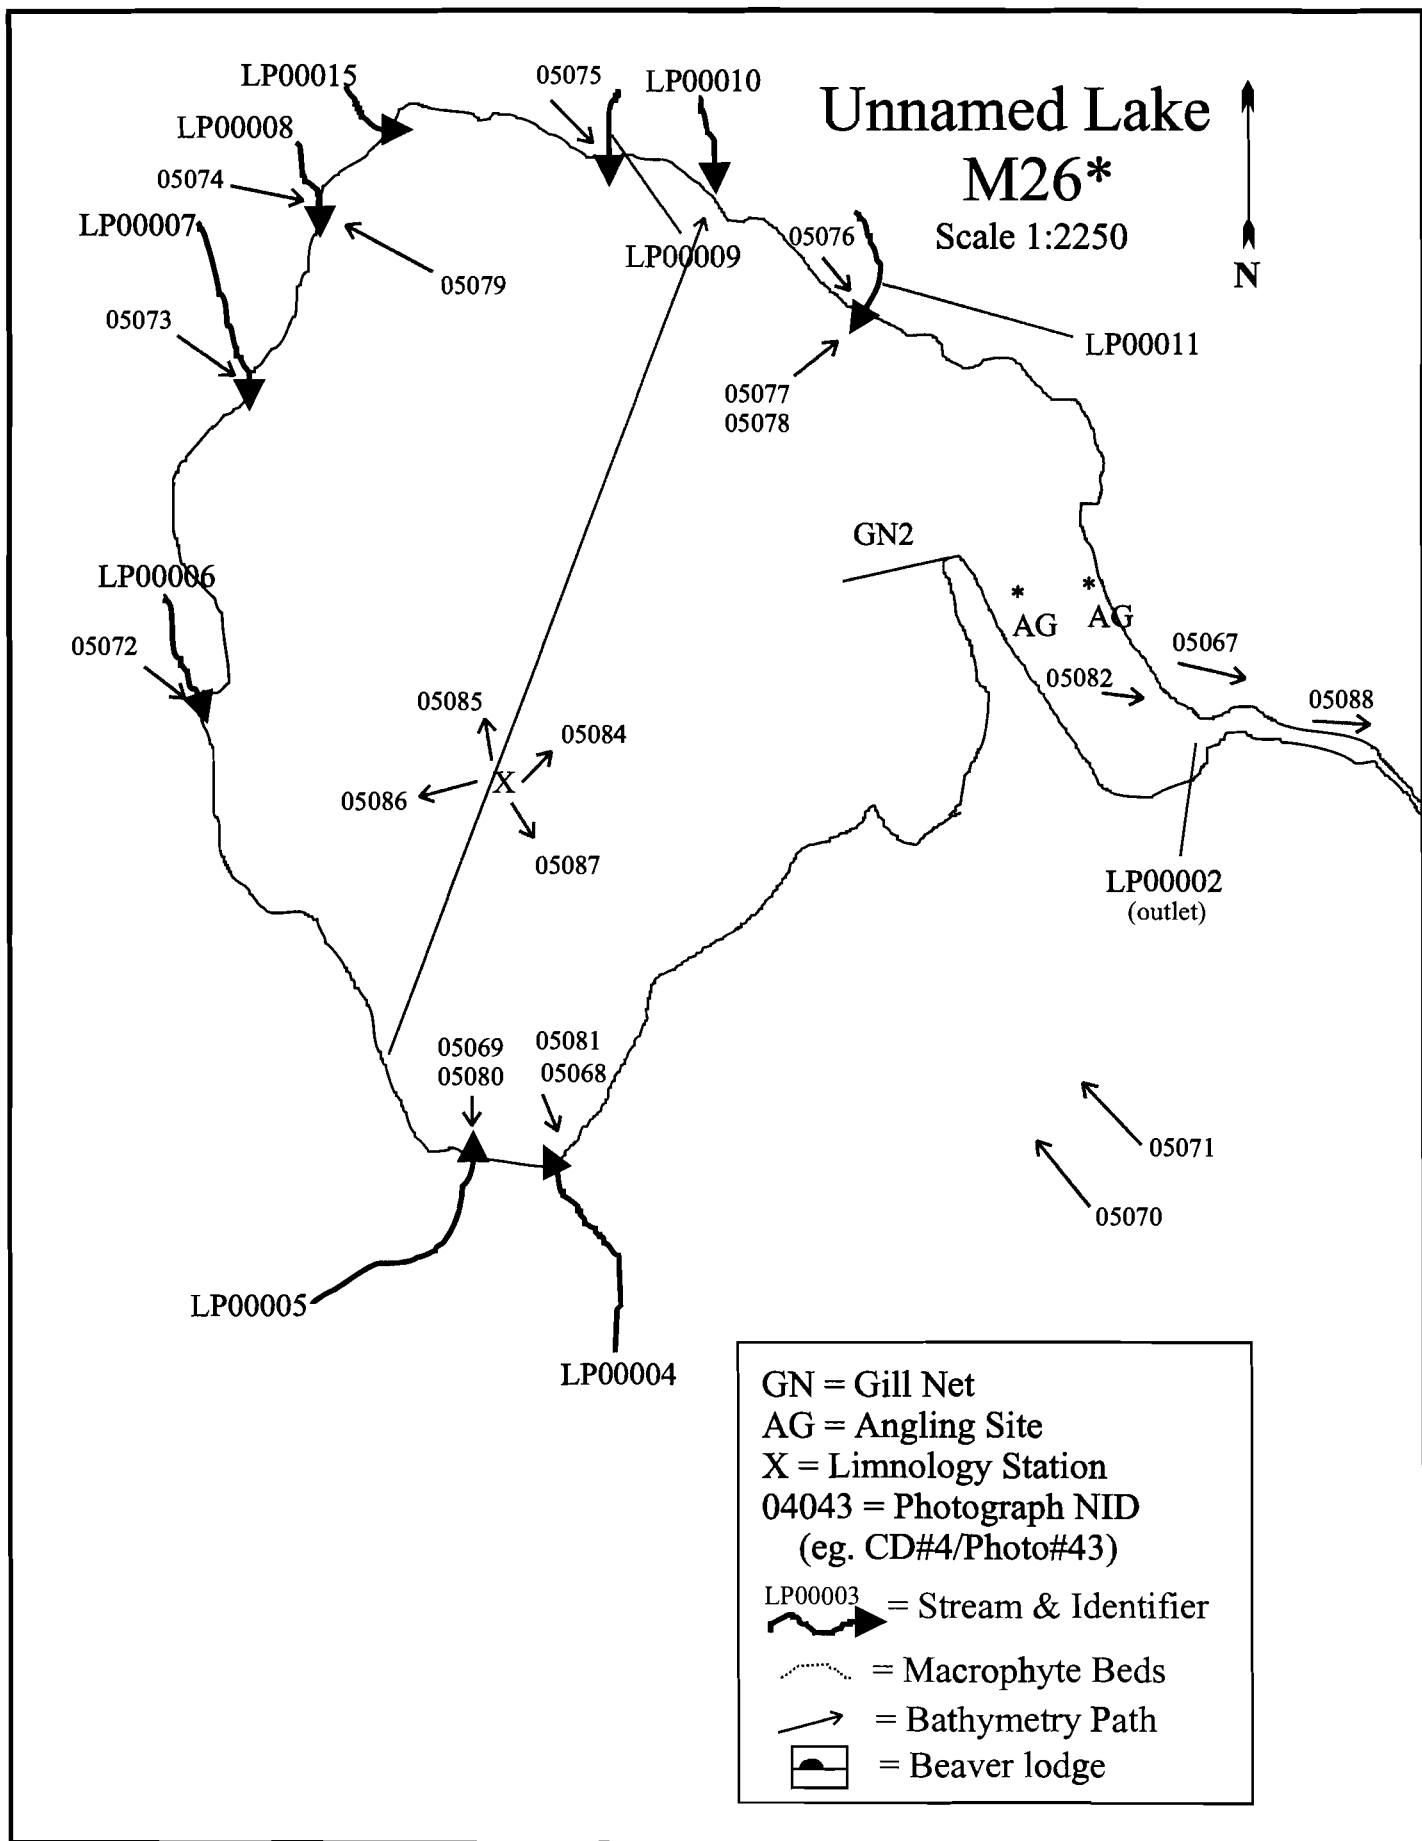 Unnamed Lake
M26*
Scale 1:2250
N
LP00015
05075
LP00010
LP00008
05074
LP00007
05079
05073
LP00009
05076
LP00011
05077
05078
GN2
LP00006
05072
*
AG
*
AG
05067
05082
05088
05085
05084
X
05086
05087
LP00002
(outlet)
05069
05080
05081
05068
05071
05070
LP00005
LP00004
GN = Gill Net
AG = Angling Site
X = Limnology Station
04043 = Photograph NID
(eg. CD#4/Photo#43)
LP00003 = Stream & Identifier
= Macrophyte Beds
= Bathymetry Path
= Beaver lodge